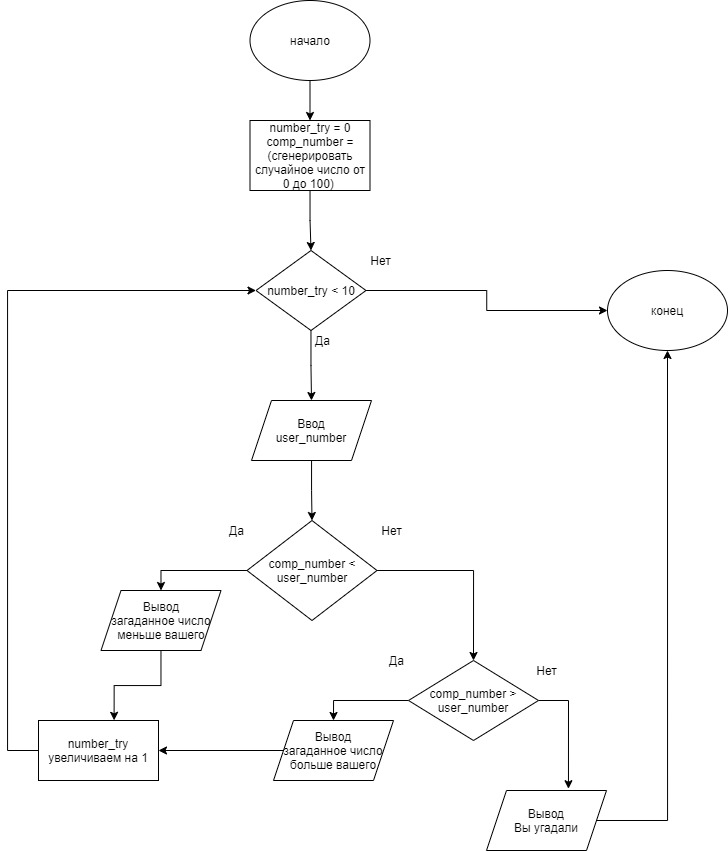 начало
number_try = 0
comp_number =
(сгенерировать
случайное число от
0 до 100)
Нет
number_try < 10
конец
Да
Ввод
user_number
Да
Нет
comp_number <
user_number
Вывод
загаданное число
меньше вашего
Да
Нет
comp_number >
user_number
number_try
увеличиваем на 1
Вывод
загаданное число
больше вашего
Вывод
Вы угадали